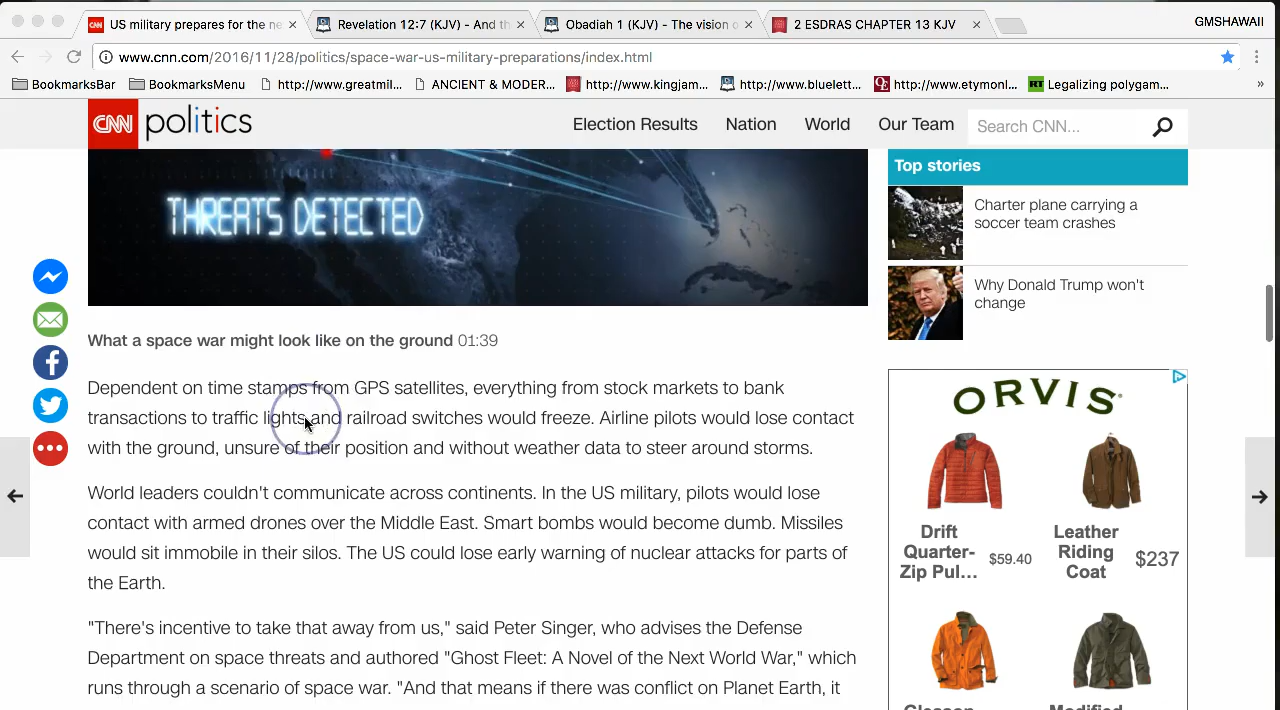 US military prepares for the ne
Revelation 12:7 (KJV) - And th
Obadiah 1 (KJV) - The vision o
2 ESDRAS CHAPTER 13 KJV
GMSHAWAII
www.cnn.com/2016/11/28/politics/space-war-us-military-preparations/index.html
BookmarksBar
BookmarksMenu
http://www.greatmil...
ANCIENT & MODER...
http://www.kingjam...
http://www.bluelett...
http://www.etymonl...
RT
Legalizing polygam...
»
CNN politics
Election Results
Nation
World
Our Team
Search CNN...
THREATS DETECTED
What a space war might look like on the ground 01:39
Dependent on time stamps from GPS satellites, everything from stock markets to bank
transactions to traffic lights and railroad switches would freeze. Airline pilots would lose contact
with the ground, unsure of their position and without weather data to steer around storms.
World leaders couldn't communicate across continents. In the US military, pilots would lose
contact with armed drones over the Middle East. Smart bombs would become dumb. Missiles
would sit immobile in their silos. The US could lose early warning of nuclear attacks for parts of
the Earth.
"There's incentive to take that away from us," said Peter Singer, who advises the Defense
Department on space threats and authored "Ghost Fleet: A Novel of the Next World War," which
runs through a scenario of space war. "And that means if there was conflict on Planet Earth, it
Top stories
Charter plane carrying a
soccer team crashes
Why Donald Trump won't
change
ORVIS
Drift
Quarter-
Zip Pul...
$59.40
Leather
Riding
Coat
$237